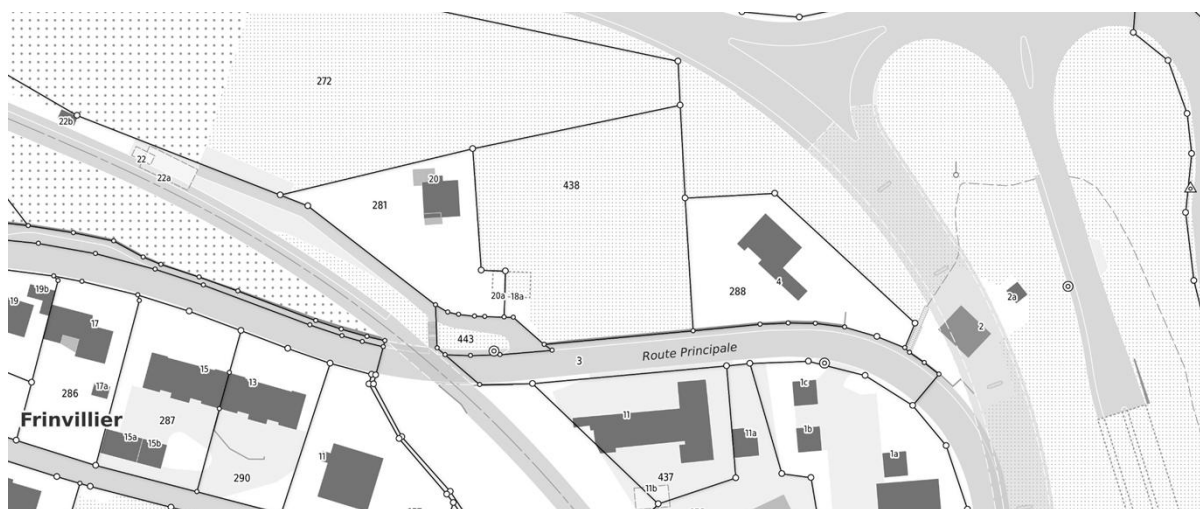 272
22b
22
22a
20
281
438
20a
18a
4
288
2a
2
443
3
Route Principale
19b
19
17
17a
286
Frinvillier
15
13
287
15a
15b
290
11
11
11a
11b
437
1c
1b
1a